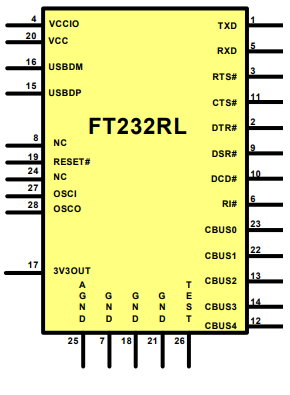 4 VCCIO
20 VCC
16 USBDM
15 USBDP
8 NC
19 RESET#
24 NC
27 OSCI
28 OSCO
17 3V3OUT
FT232RL
TXD 1
RXD 5
RTS# 3
CTS# 11
DTR# 2
DSR# 9
DCD# 10
RI# 6
CBUS0 23
CBUS1 22
CBUS2 13
CBUS3 14
CBUS4 12
AGND GND GND GND TEST
25 7 18 21 26